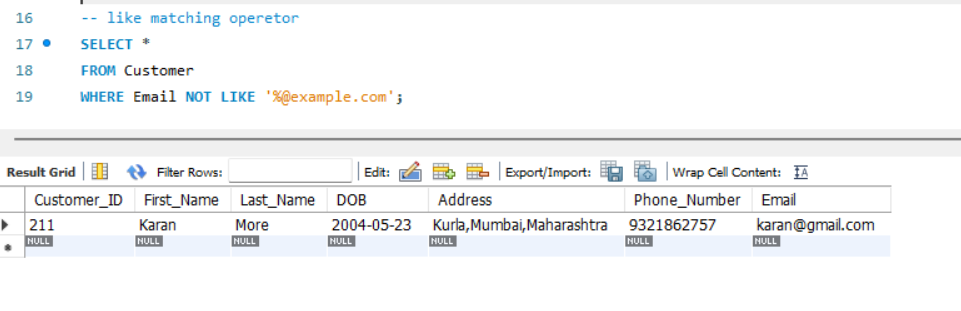 16 -- like matching operetor
17 SELECT *
18 FROM Customer
19 WHERE Email NOT LIKE '%@example.com';
Result Grid Filter Rows: Edit: Export/Import: Wrap Cell Content: IA
Customer_ID First_Name Last_Name DOB Address Phone_Number Email
211 Karan More 2004-05-23 Kurla,Mumbai,Maharashtra 9321862757 karan@gmail.com
NULL NULL NULL NULL NULL NULL NULL